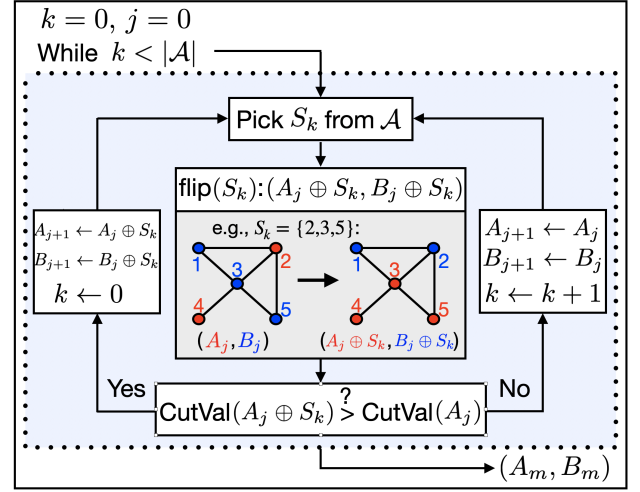 k = 0, j = 0
While k < |𝒜|
Pick S_k from 𝒜
flip(S_k):(A_j ⊕ S_k, B_j ⊕ S_k)
e.g., S_k = {2,3,5}:
1
2
3
4
5
(A_j,B_j)
1
2
3
4
5
(A_j ⊕ S_k, B_j ⊕ S_k)
A_{j+1} ← A_j ⊕ S_k
B_{j+1} ← B_j ⊕ S_k
k ← 0
A_{j+1} ← A_j
B_{j+1} ← B_j
k ← k + 1
Yes
No
?
CutVal(A_j ⊕ S_k) > CutVal(A_j)
(A_m, B_m)